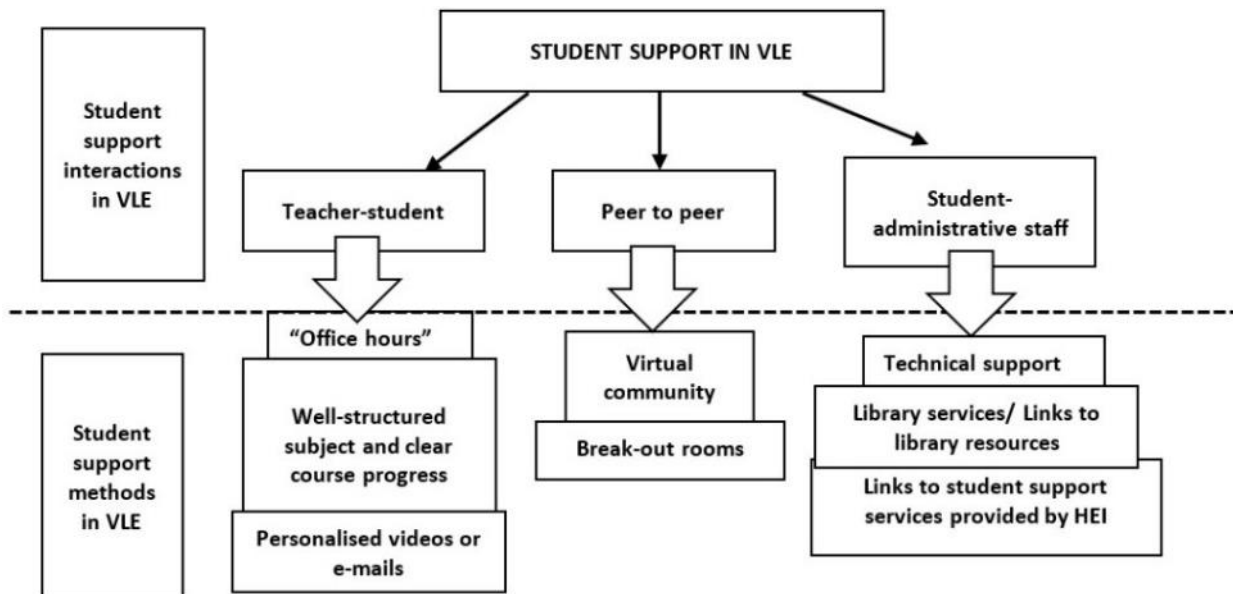 STUDENT SUPPORT IN VLE
Student
support
interactions
in VLE
Teacher-student
Peer to peer
Student-
administrative staff
“Office hours”
Well-structured
subject and clear
course progress
Personalised videos or
e-mails
Virtual
community
Break-out rooms
Technical support
Library services/ Links to
library resources
Links to student support
services provided by HEI
Student
support
methods
in VLE